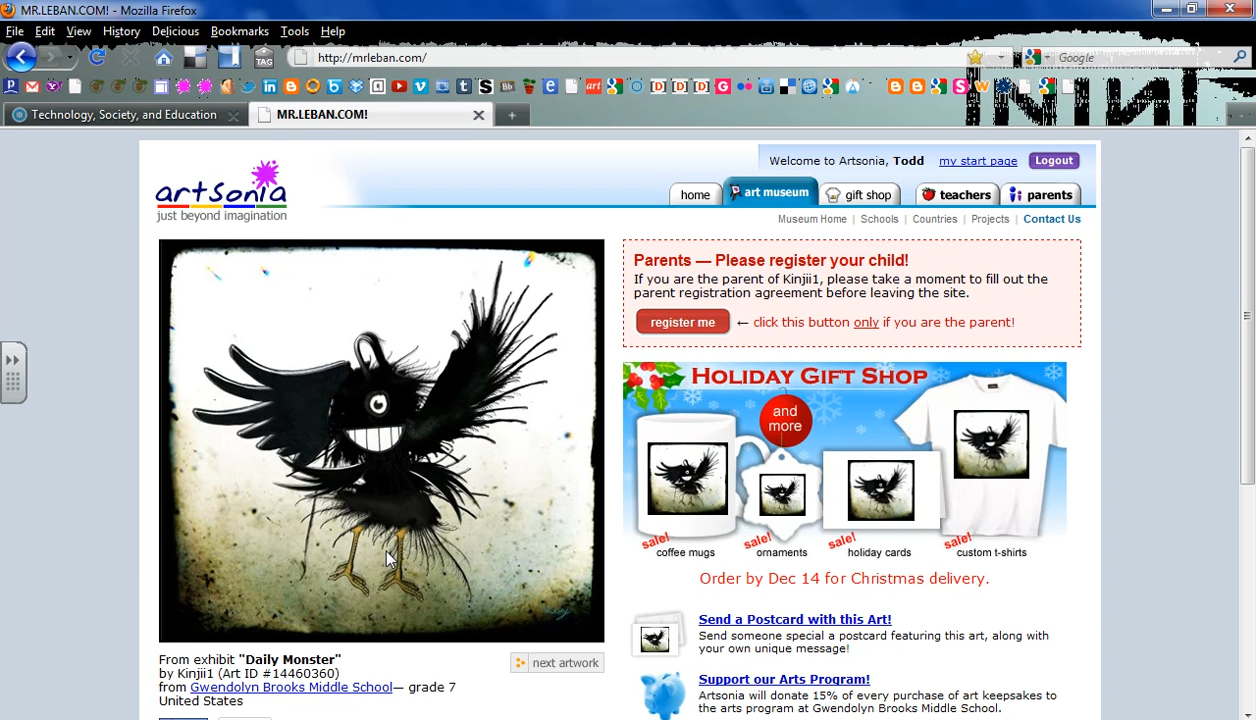 MR.LEBAN.COM! - Mozilla Firefox
File Edit View History Delicious Bookmarks Tools Help
TAG http://mrleban.com/ Google
Technology, Society, and Education MR.LEBAN.COM!
Welcome to Artsonia, Todd my start page Logout
artsonia
just beyond imagination
home art museum gift shop teachers parents
Museum Home | Schools | Countries | Projects | Contact Us
Parents — Please register your child!
If you are the parent of Kinjii1, please take a moment to fill out the
parent registration agreement before leaving the site.
register me ← click this button only if you are the parent!
HOLIDAY GIFT SHOP
and
more
sale! sale! sale! sale!
coffee mugs ornaments holiday cards custom t-shirts
Order by Dec 14 for Christmas delivery.
Send a Postcard with this Art!
Send someone special a postcard featuring this art, along with
your own unique message!
Support our Arts Program!
Artsonia will donate 15% of every purchase of art keepsakes to
the arts program at Gwendolyn Brooks Middle School.
From exhibit "Daily Monster"
by Kinjii1 (Art ID #14460360)
from Gwendolyn Brooks Middle School— grade 7
United States
next artwork